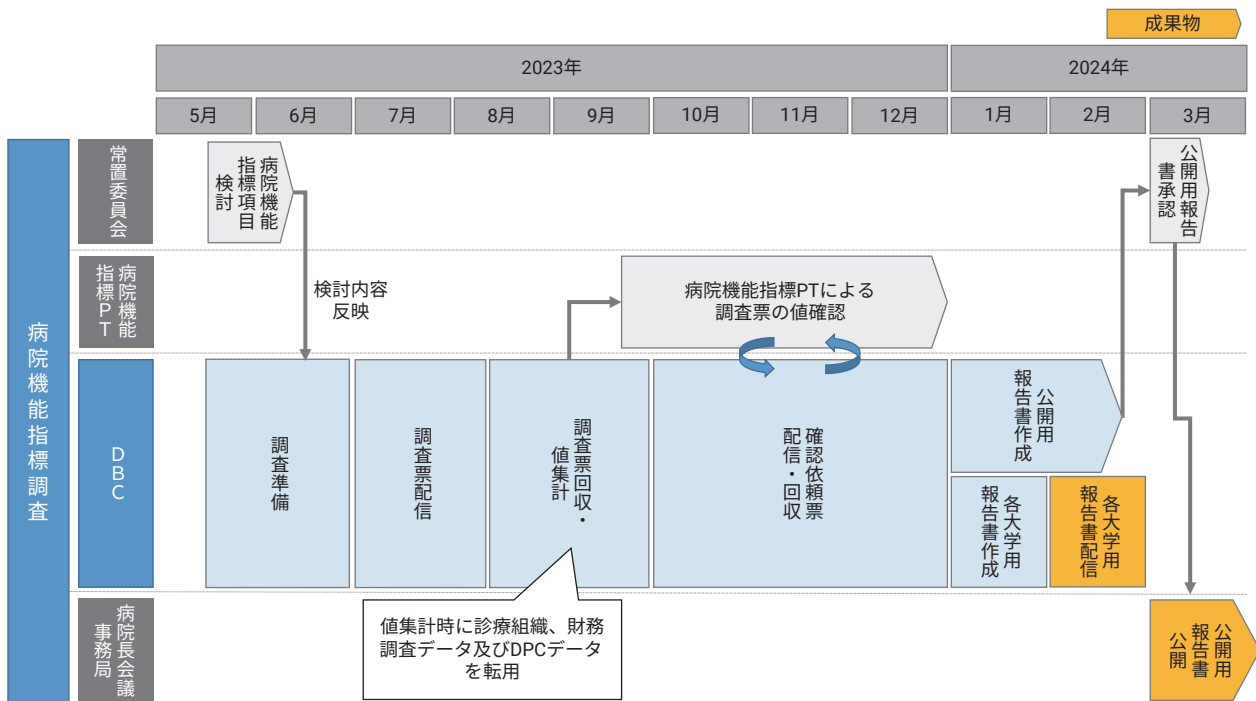 成果物
2023年
2024年
5月
6月
7月
8月
9月
10月
11月
12月
1月
2月
3月
病院機能指標調査
常置委員会
病院機能
指標項目
検討
公開用報告
書承認
病院機能
指標PT
検討内容
反映
病院機能指標PTによる
調査票の値確認
DBC
調査準備
調査票配信
調査票回収・
値集計
確認依頼票
配信・回収
公開用
報告書作成
各大学用
報告書作成
各大学用
報告書配信
値集計時に診療組織、財務
調査データ及びDPCデータ
を転用
病院長会議
事務局
公開用
報告書
公開